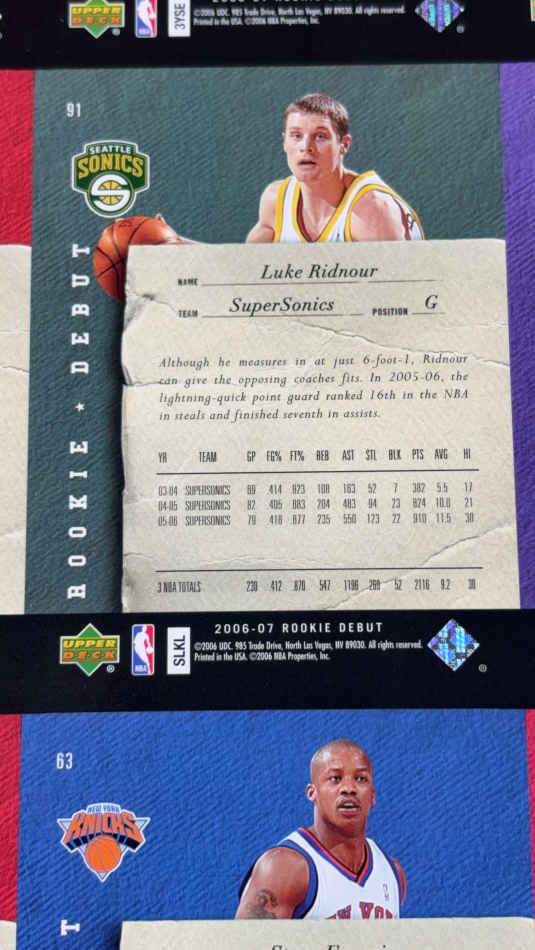 UPPER DECK
NBA
3YSE
©2006 UDC. 985 Trade Drive, North Las Vegas, NV 89030. All rights reserved.
Printed in the USA. ©2006 NBA Properties, Inc.
91
SEATTLE
SONICS
ROOKIE ★ DEBUT
NAME Luke Ridnour
TEAM SuperSonics POSITION G
Although he measures in at just 6-foot-1, Ridnour
can give the opposing coaches fits. In 2005-06, the
lightning-quick point guard ranked 16th in the NBA
in steals and finished seventh in assists.
YR TEAM GP FG% FT% REB AST STL BLK PTS AVG HI
03-04 SUPERSONICS 69 .414 .823 108 163 52 7 382 5.5 17
04-05 SUPERSONICS 82 .405 .883 204 483 94 23 824 10.0 21
05-06 SUPERSONICS 79 .418 .877 235 550 123 22 910 11.5 30
3 NBA TOTALS 230 .412 .870 547 1196 269 52 2116 9.2 30
2006-07 ROOKIE DEBUT
UPPER DECK ®
NBA
SLKL
©2006 UDC. 985 Trade Drive, North Las Vegas, NV 89030. All rights reserved.
Printed in the USA. ©2006 NBA Properties, Inc.
63
NEW YORK
KNICKS
T